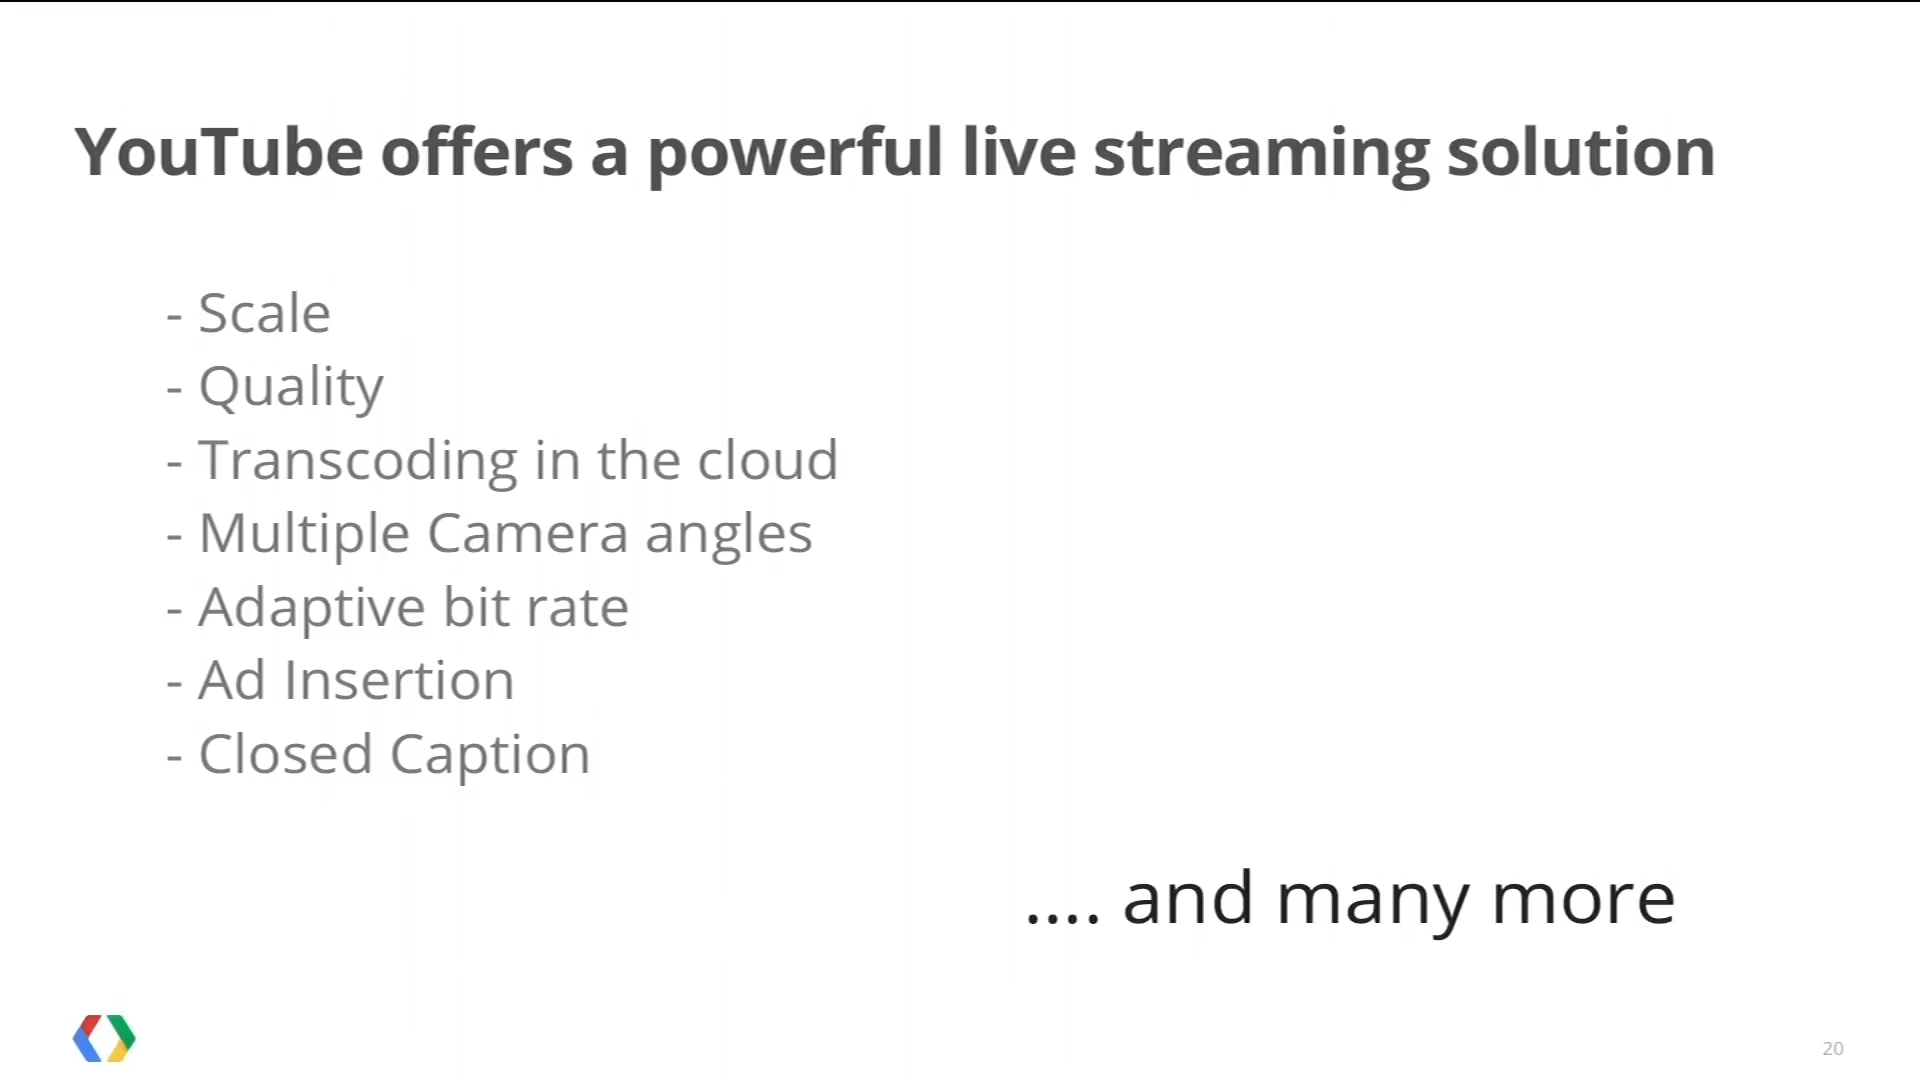 YouTube offers a powerful live streaming solution
- Scale
- Quality
- Transcoding in the cloud
- Multiple Camera angles
- Adaptive bit rate
- Ad Insertion
- Closed Caption
.... and many more
20